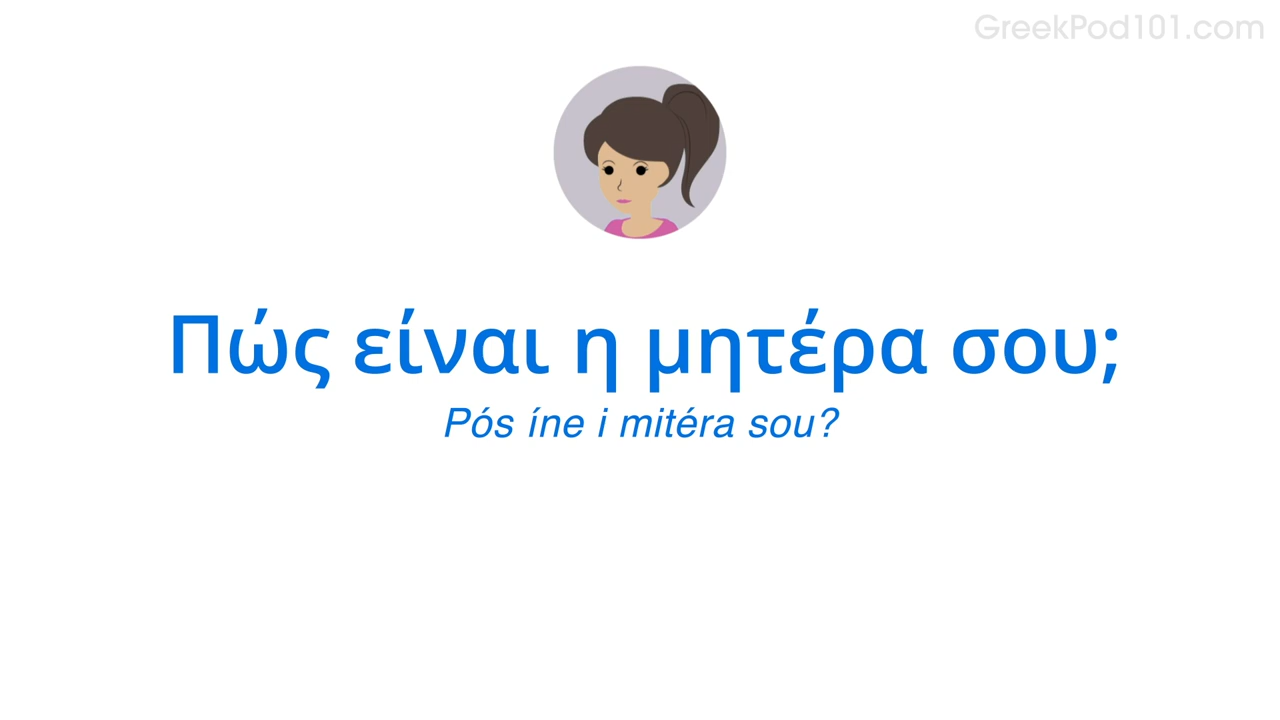 GreekPod101.com
Πώς είναι η μητέρα σου;
Pós íne i mitéra sou?